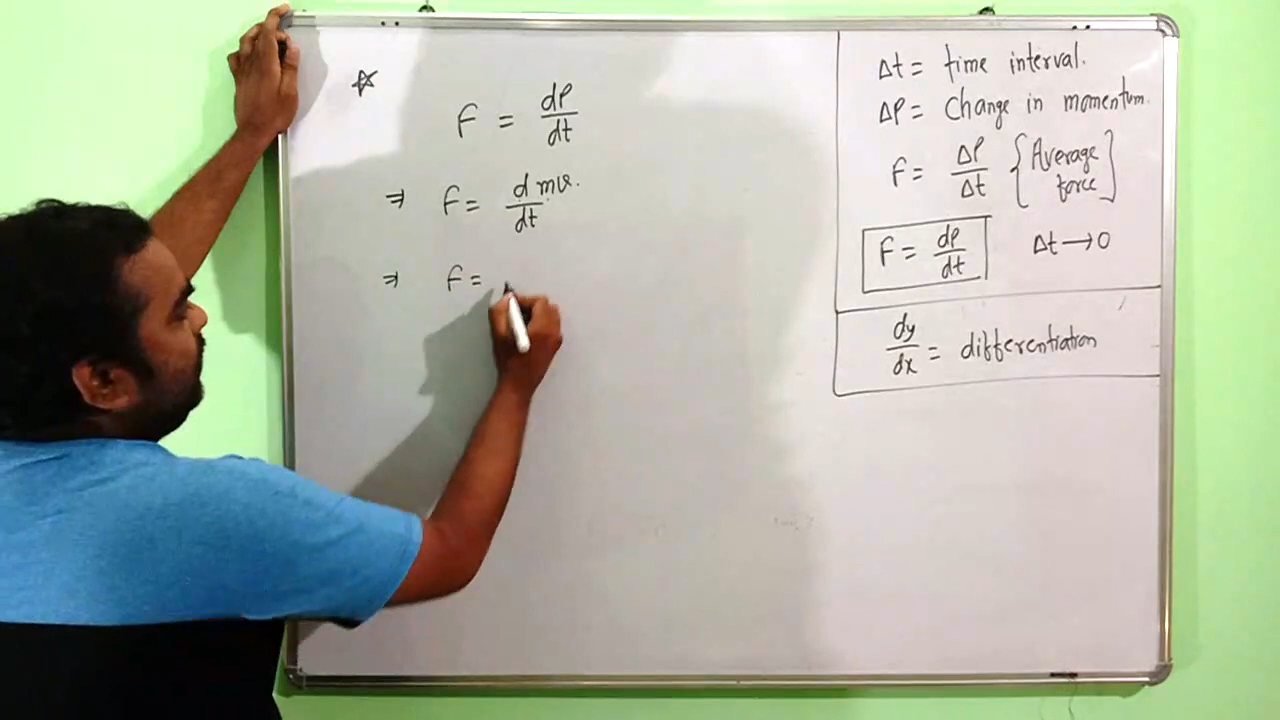 ☆
F = dP/dt
⇒ F = d/dt mv.
⇒ F =
Δt = time interval.
ΔP = Change in momentum.
F = ΔP/Δt {Average force}
F = dP/dt Δt → 0
dy/dx = differentiation